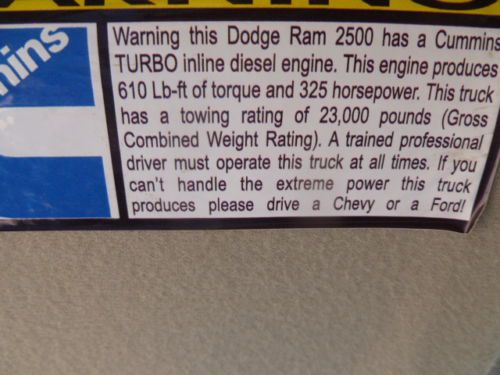 WARNING
mins
Warning this Dodge Ram 2500 has a Cummins
TURBO inline diesel engine. This engine produces
610 Lb-ft of torque and 325 horsepower. This truck
has a towing rating of 23,000 pounds (Gross
Combined Weight Rating). A trained professional
driver must operate this truck at all times. If you
can't handle the extreme power this truck
produces please drive a Chevy or a Ford!